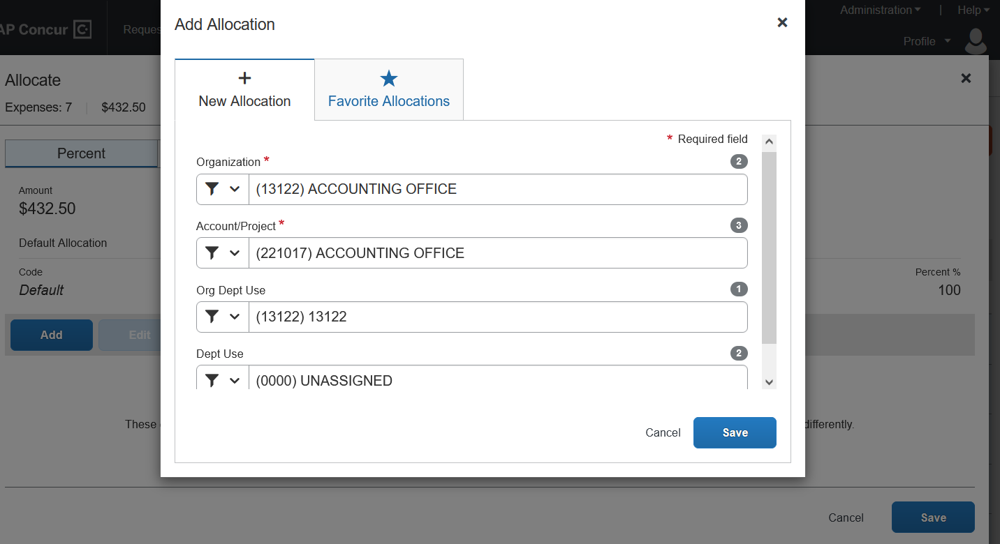 Administration | Help
AP Concur
Reques
Profile
Add Allocation
Allocate
Expenses: 7 | $432.50
New Allocation
Favorite Allocations
* Required field
Percent
Organization * 2
(13122) ACCOUNTING OFFICE
Amount
$432.50
Account/Project * 3
(221017) ACCOUNTING OFFICE
Default Allocation
Code
Default
Percent %
100
Org Dept Use 1
(13122) 13122
Add
Edit
Dept Use 2
(0000) UNASSIGNED
These
differently.
Cancel
Save
Cancel
Save